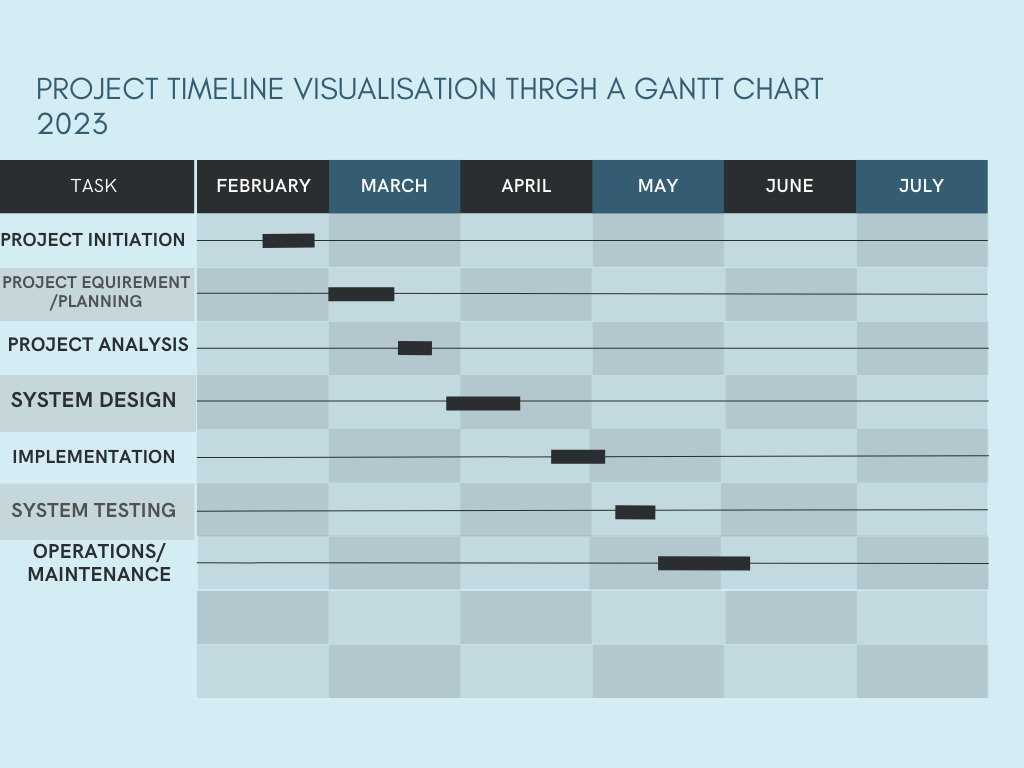 PROJECT TIMELINE VISUALISATION THRGH A GANTT CHART
2023
TASK FEBRUARY MARCH APRIL MAY JUNE JULY
PROJECT INITIATION
PROJECT EQUIREMENT
/PLANNING
PROJECT ANALYSIS
SYSTEM DESIGN
IMPLEMENTATION
SYSTEM TESTING
OPERATIONS/
MAINTENANCE